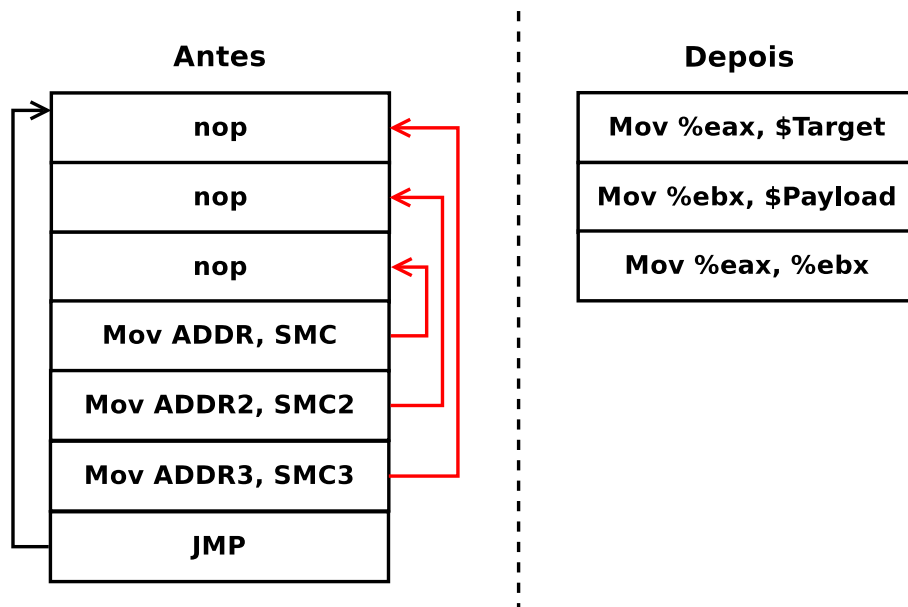 Antes
nop
nop
nop
Mov ADDR, SMC
Mov ADDR2, SMC2
Mov ADDR3, SMC3
JMP
Depois
Mov %eax, $Target
Mov %ebx, $Payload
Mov %eax, %ebx